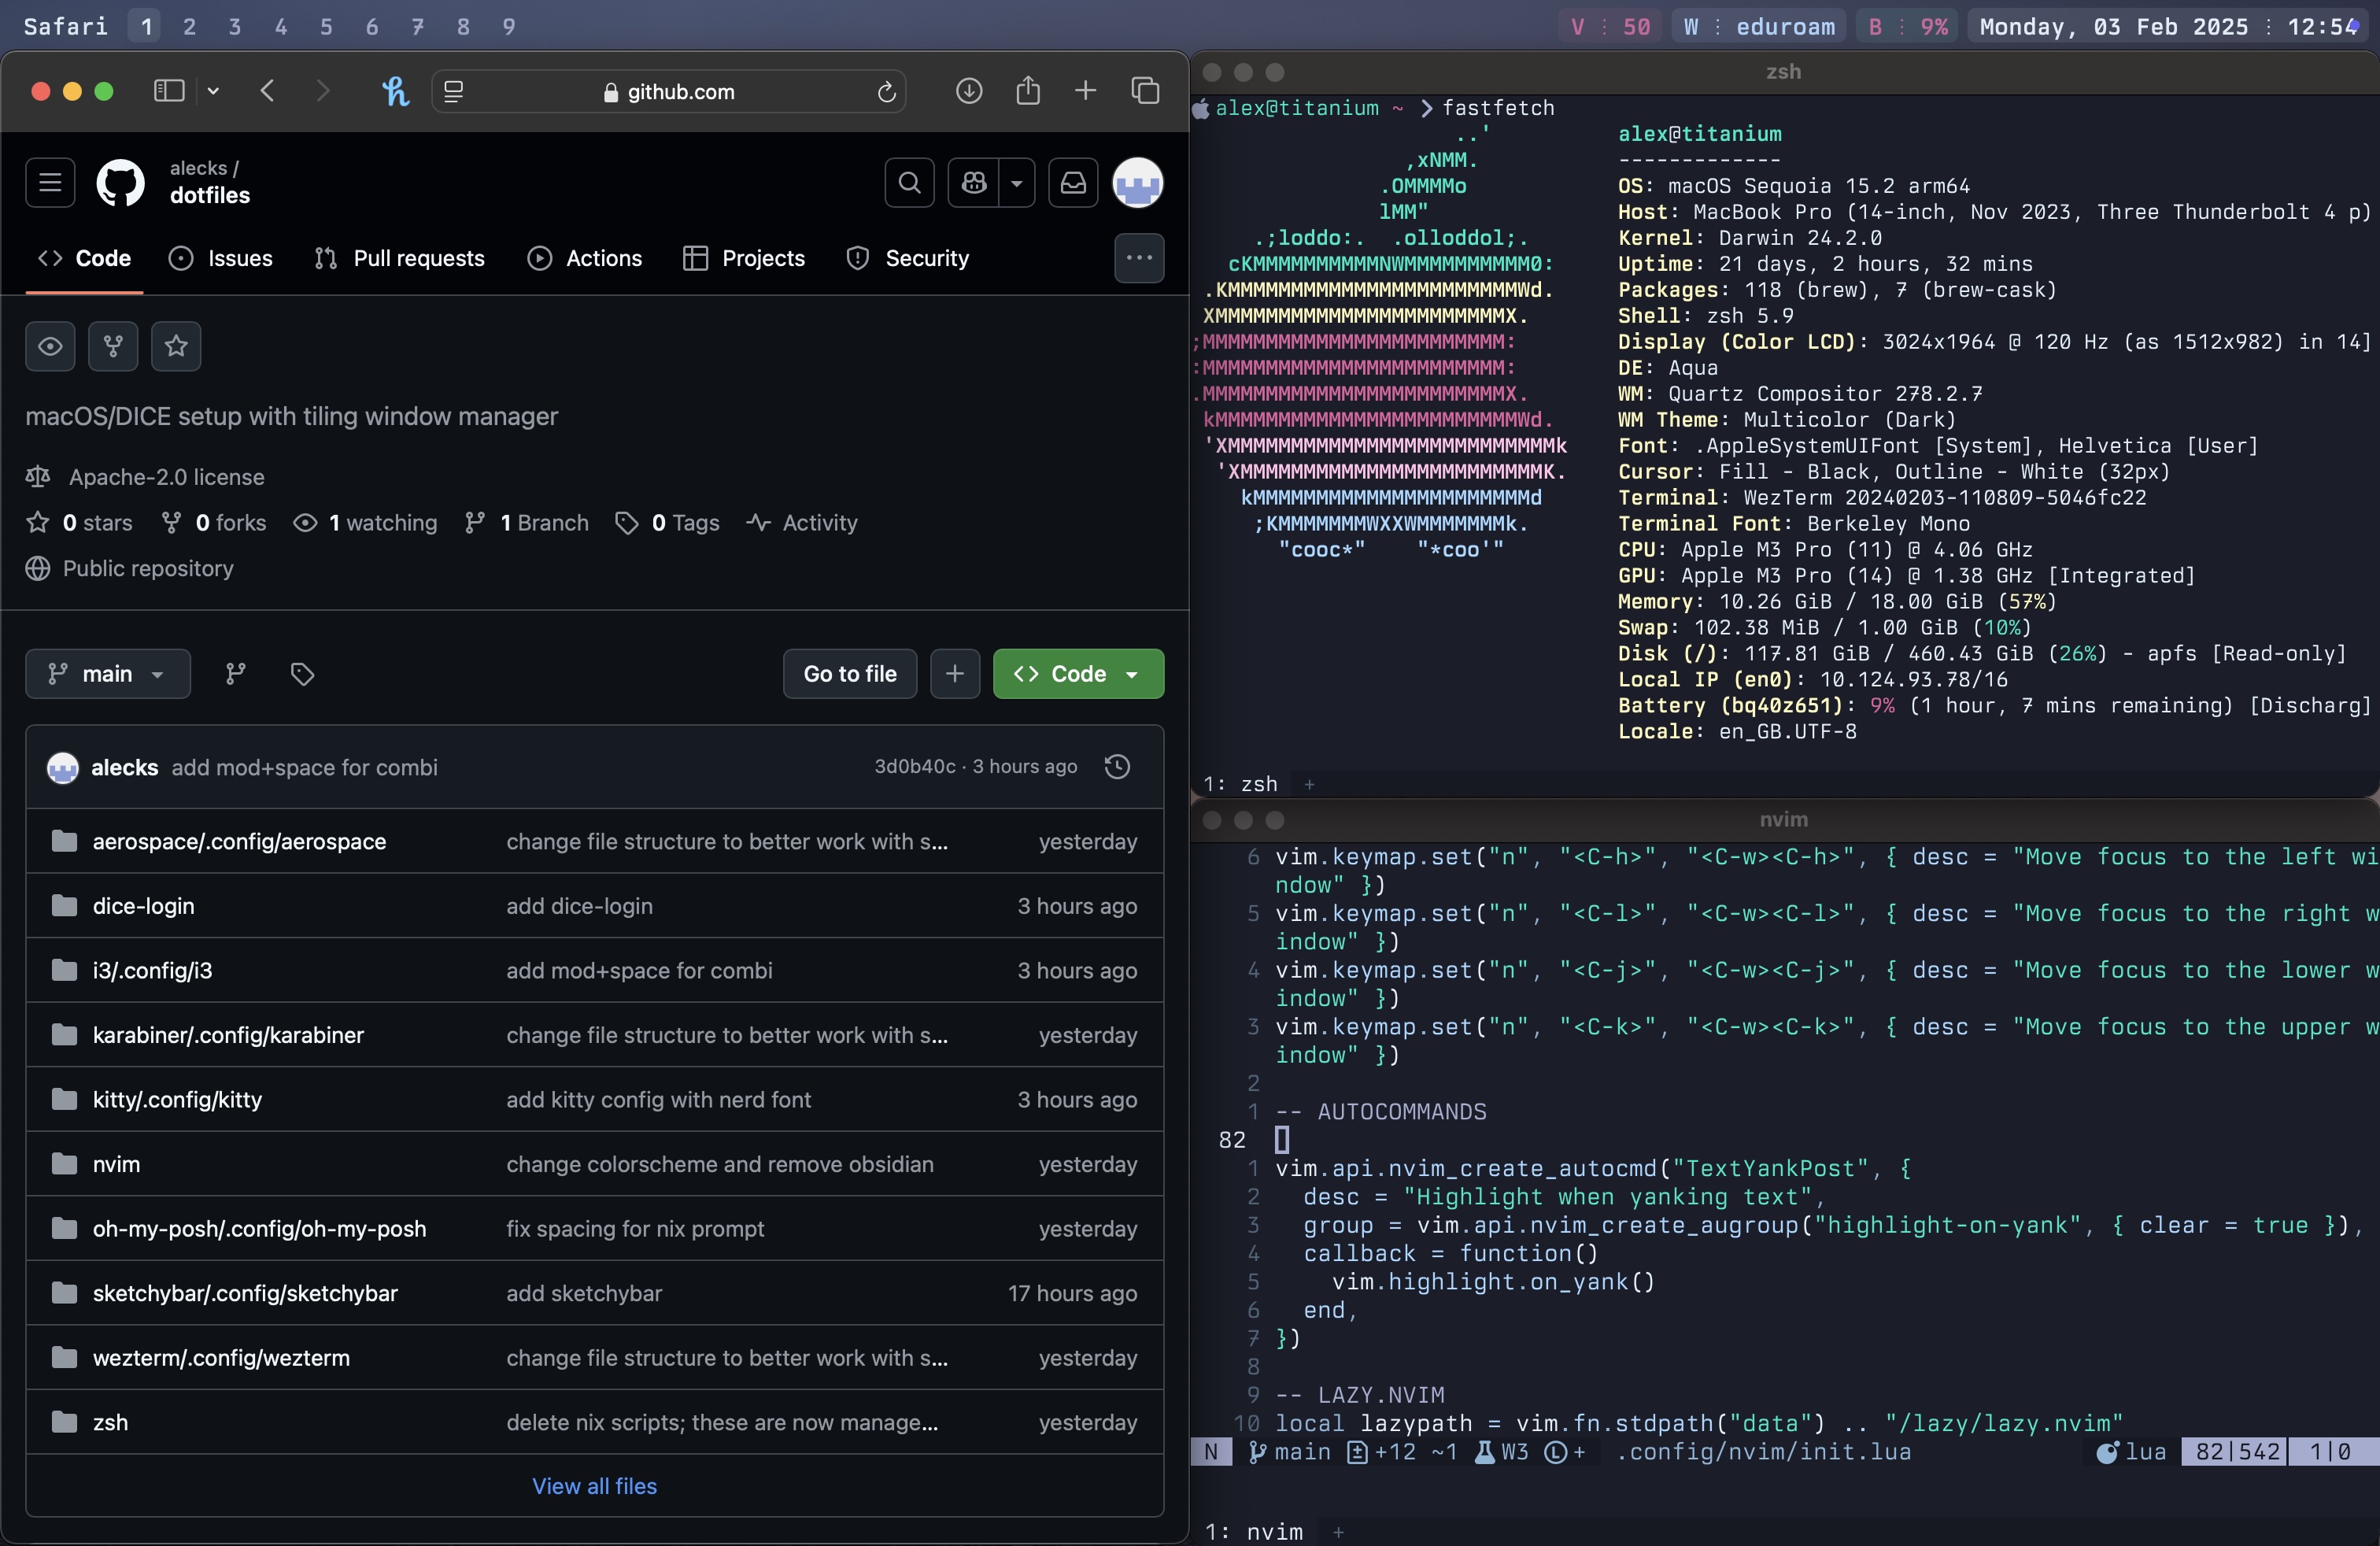 Safari 1 2 3 4 5 6 7 8 9
V : 50 W : eduroam B : 9% Monday, 03 Feb 2025 : 12:54
github.com
alecks /
dotfiles
Code Issues Pull requests Actions Projects Security
macOS/DICE setup with tiling window manager
Apache-2.0 license
0 stars 0 forks 1 watching 1 Branch 0 Tags Activity
Public repository
main Go to file Code
alecks add mod+space for combi 3d0b40c · 3 hours ago
aerospace/.config/aerospace change file structure to better work with s... yesterday
dice-login add dice-login 3 hours ago
i3/.config/i3 add mod+space for combi 3 hours ago
karabiner/.config/karabiner change file structure to better work with s... yesterday
kitty/.config/kitty add kitty config with nerd font 3 hours ago
nvim change colorscheme and remove obsidian yesterday
oh-my-posh/.config/oh-my-posh fix spacing for nix prompt yesterday
sketchybar/.config/sketchybar add sketchybar 17 hours ago
wezterm/.config/wezterm change file structure to better work with s... yesterday
zsh delete nix scripts; these are now manage... yesterday
View all files
zsh
alex@titanium ~ > fastfetch
..'
,xNMM.
.OMMMMo
lMM"
.;loddo:. .olloddol;.
cKMMMMMMMMMMNWMMMMMMMMMM0:
.KMMMMMMMMMMMMMMMMMMMMMMMWd.
XMMMMMMMMMMMMMMMMMMMMMMMX.
;MMMMMMMMMMMMMMMMMMMMMMMM:
:MMMMMMMMMMMMMMMMMMMMMMMM:
.MMMMMMMMMMMMMMMMMMMMMMMMX.
kMMMMMMMMMMMMMMMMMMMMMMMMWd.
'XMMMMMMMMMMMMMMMMMMMMMMMMMMk
'XMMMMMMMMMMMMMMMMMMMMMMMMK.
kMMMMMMMMMMMMMMMMMMMMMMd
;KMMMMMMMWXXWMMMMMMMk.
"cooc*" "*coo'"
alex@titanium
-------------
OS: macOS Sequoia 15.2 arm64
Host: MacBook Pro (14-inch, Nov 2023, Three Thunderbolt 4 p)
Kernel: Darwin 24.2.0
Uptime: 21 days, 2 hours, 32 mins
Packages: 118 (brew), 7 (brew-cask)
Shell: zsh 5.9
Display (Color LCD): 3024x1964 @ 120 Hz (as 1512x982) in 14]
DE: Aqua
WM: Quartz Compositor 278.2.7
WM Theme: Multicolor (Dark)
Font: .AppleSystemUIFont [System], Helvetica [User]
Cursor: Fill - Black, Outline - White (32px)
Terminal: WezTerm 20240203-110809-5046fc22
Terminal Font: Berkeley Mono
CPU: Apple M3 Pro (11) @ 4.06 GHz
GPU: Apple M3 Pro (14) @ 1.38 GHz [Integrated]
Memory: 10.26 GiB / 18.00 GiB (57%)
Swap: 102.38 MiB / 1.00 GiB (10%)
Disk (/): 117.81 GiB / 460.43 GiB (26%) - apfs [Read-only]
Local IP (en0): 10.124.93.78/16
Battery (bq40z651): 9% (1 hour, 7 mins remaining) [Discharg]
Locale: en_GB.UTF-8
1: zsh +
nvim
6 vim.keymap.set("n", "<C-h>", "<C-w><C-h>", { desc = "Move focus to the left wi
ndow" })
5 vim.keymap.set("n", "<C-l>", "<C-w><C-l>", { desc = "Move focus to the right w
indow" })
4 vim.keymap.set("n", "<C-j>", "<C-w><C-j>", { desc = "Move focus to the lower w
indow" })
3 vim.keymap.set("n", "<C-k>", "<C-w><C-k>", { desc = "Move focus to the upper w
indow" })
2
1 -- AUTOCOMMANDS
82
1 vim.api.nvim_create_autocmd("TextYankPost", {
2 desc = "Highlight when yanking text",
3 group = vim.api.nvim_create_augroup("highlight-on-yank", { clear = true }),
4 callback = function()
5 vim.highlight.on_yank()
6 end,
7 })
8
9 -- LAZY.NVIM
10 local lazypath = vim.fn.stdpath("data") .. "/lazy/lazy.nvim"
N main +12 ~1 W3 L + .config/nvim/init.lua lua 82|542 1|0
1: nvim +